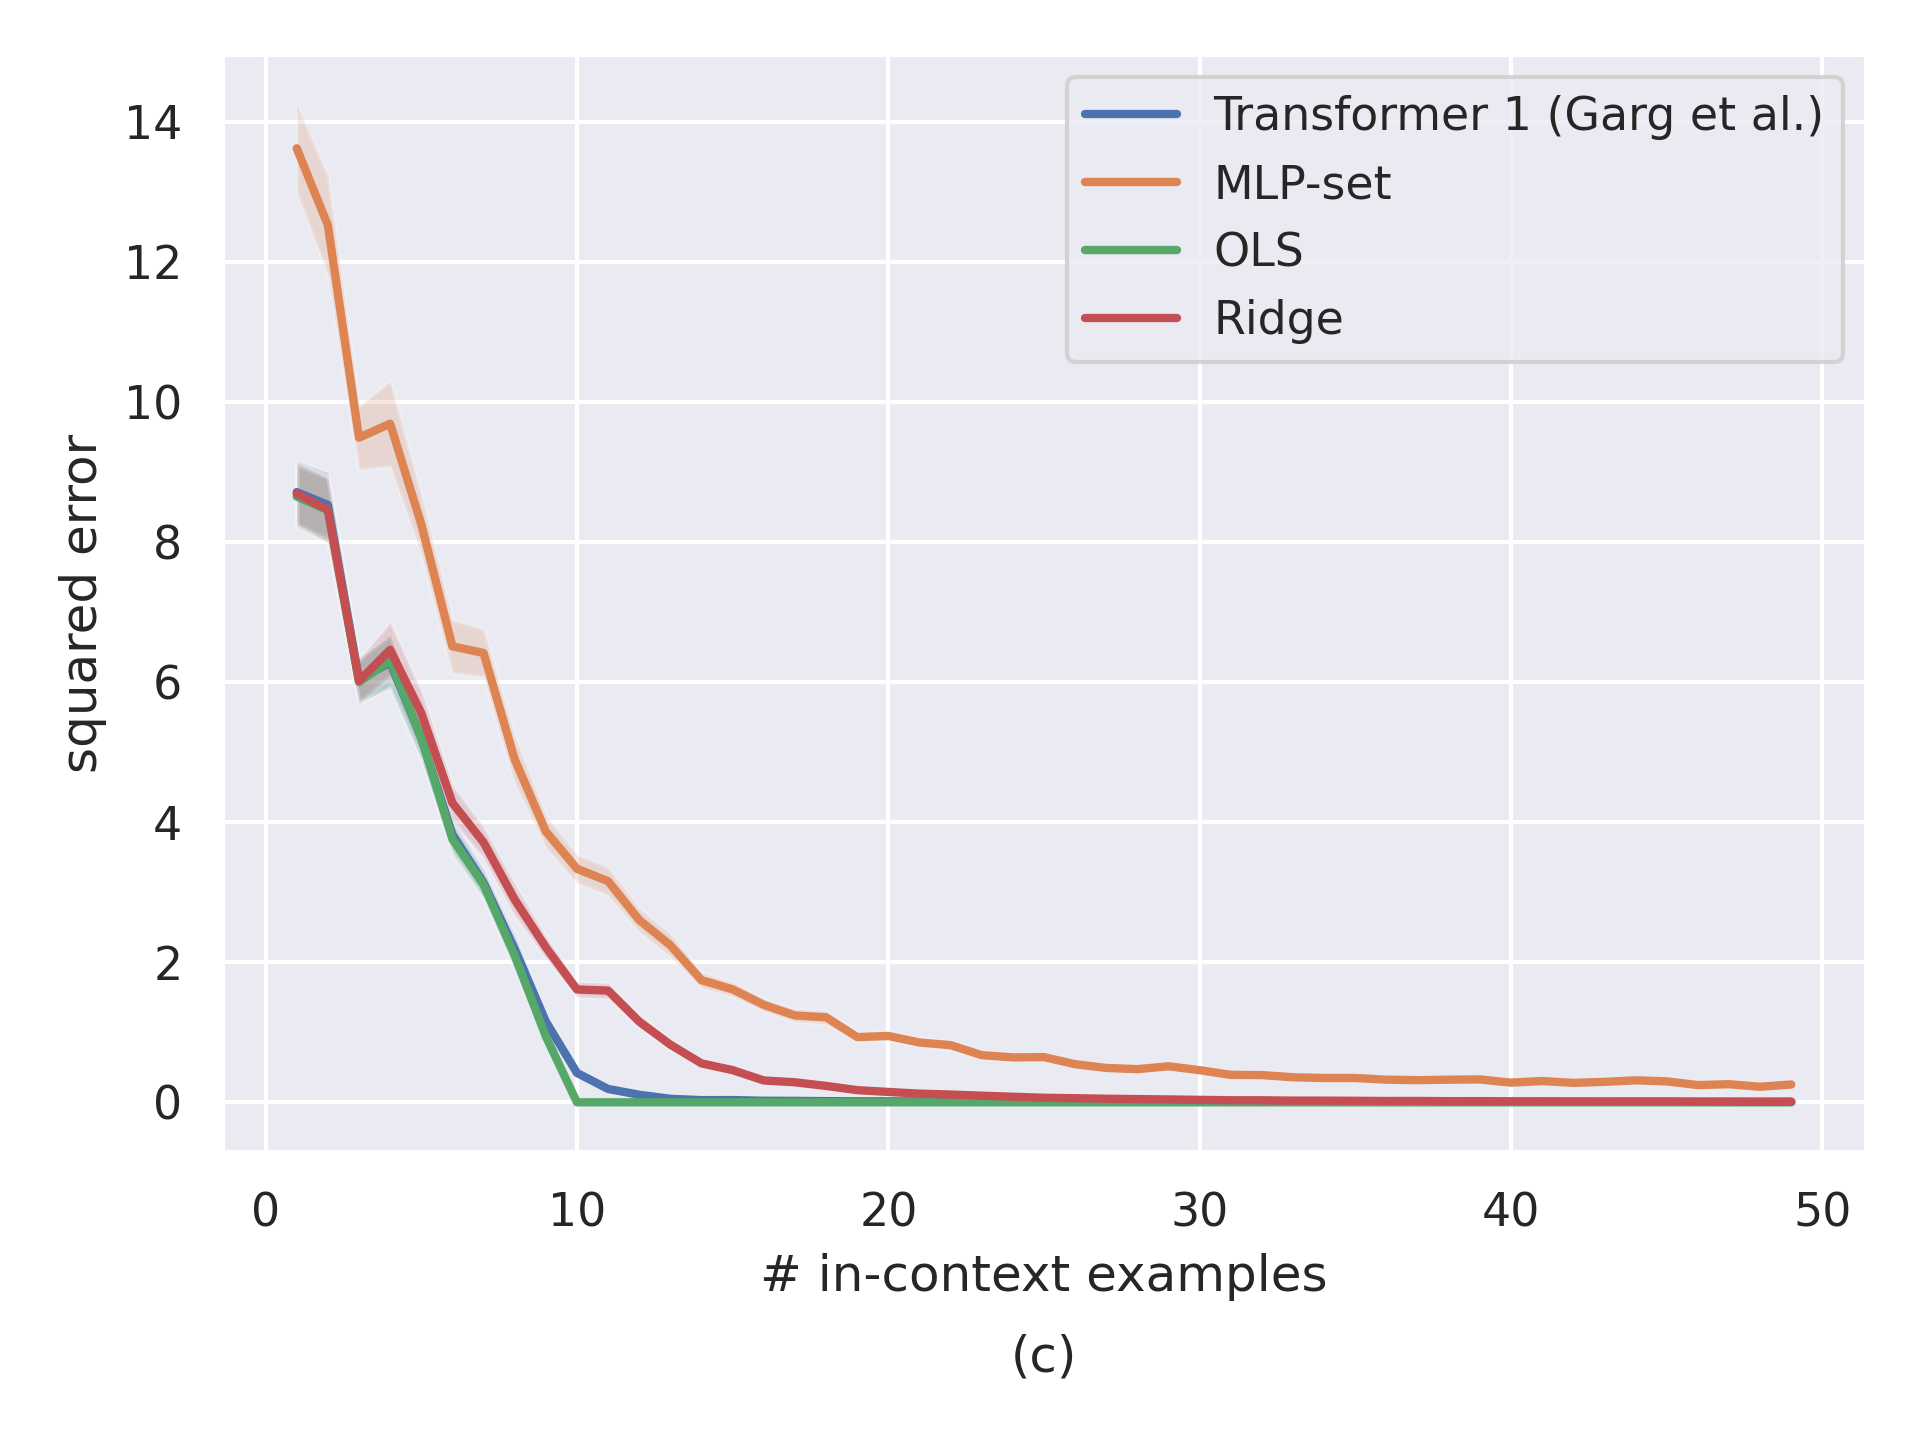 Transformer 1 (Garg et al.)
MLP-set
OLS
Ridge
squared error
14
12
10
8
6
4
2
0
0 10 20 30 40 50
# in-context examples
(c)